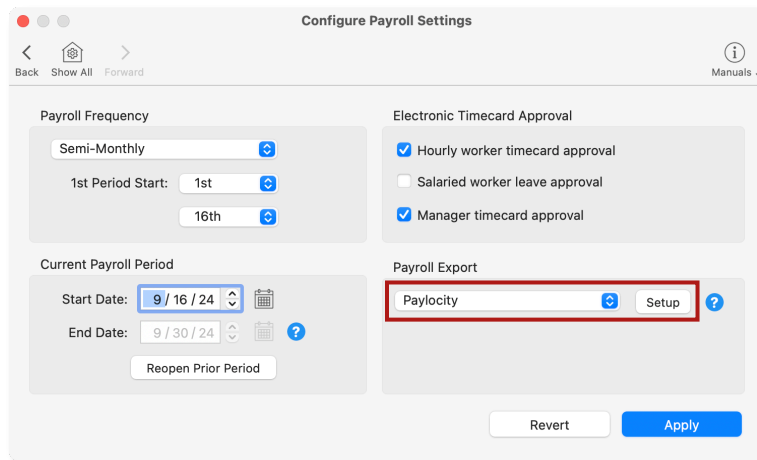 Configure Payroll Settings
Back Show All Forward Manuals
Payroll Frequency
Semi-Monthly
1st Period Start: 1st
16th
Electronic Timecard Approval
Hourly worker timecard approval
Salaried worker leave approval
Manager timecard approval
Current Payroll Period
Start Date: 9 / 16 / 24
End Date: 9 / 30 / 24 ?
Reopen Prior Period
Payroll Export
Paylocity Setup ?
Revert Apply